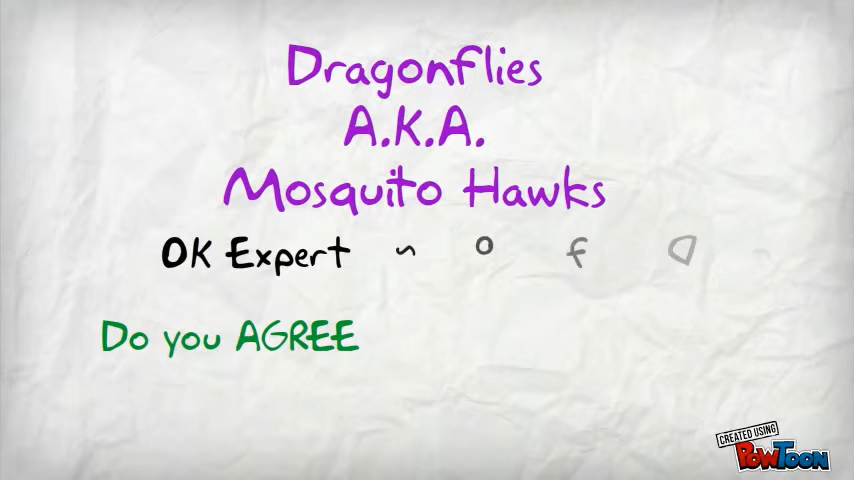 Dragonflies
A.K.A.
Mosquito Hawks
OK Expert ~ o f D
Do you AGREE
CREATED USING
POWTOON